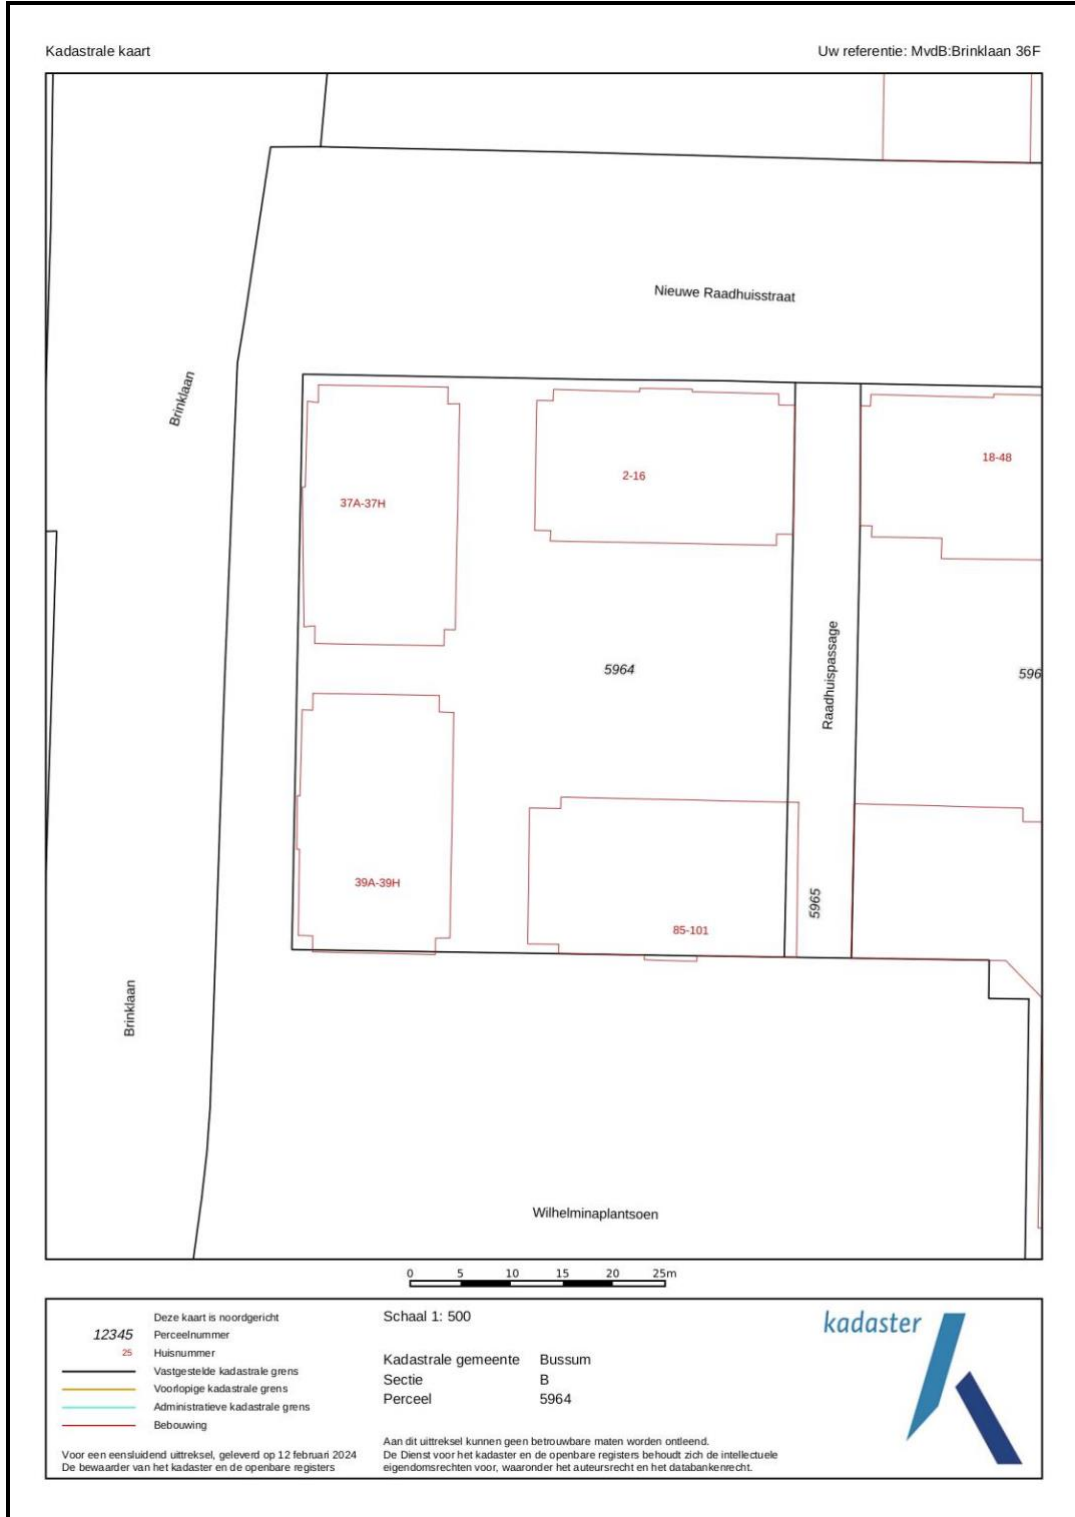 Kadastrale kaart
Uw referentie: MvdB:Brinklaan 36F
Nieuwe Raadhuisstraat
Brinklaan
18-48
2-16
37A-37H
5964
596
Raadhuispassage
39A-39H
5965
85-101
Brinklaan
Wilhelminaplantsoen
0 5 10 15 20 25m
Deze kaart is noordgericht
12345 Perceelnummer
25 Huisnummer
Vastgestelde kadastrale grens
Voorlopige kadastrale grens
Administratieve kadastrale grens
Bebouwing
Voor een eensluidend uittreksel, geleverd op 12 februari 2024
De bewaarder van het kadaster en de openbare registers
Schaal 1: 500
Kadastrale gemeente Bussum
Sectie B
Perceel 5964
Aan dit uittreksel kunnen geen betrouwbare maten worden ontleend.
De Dienst voor het kadaster en de openbare registers behoudt zich de intellectuele
eigendomsrechten voor, waaronder het auteursrecht en het databankenrecht.
kadaster